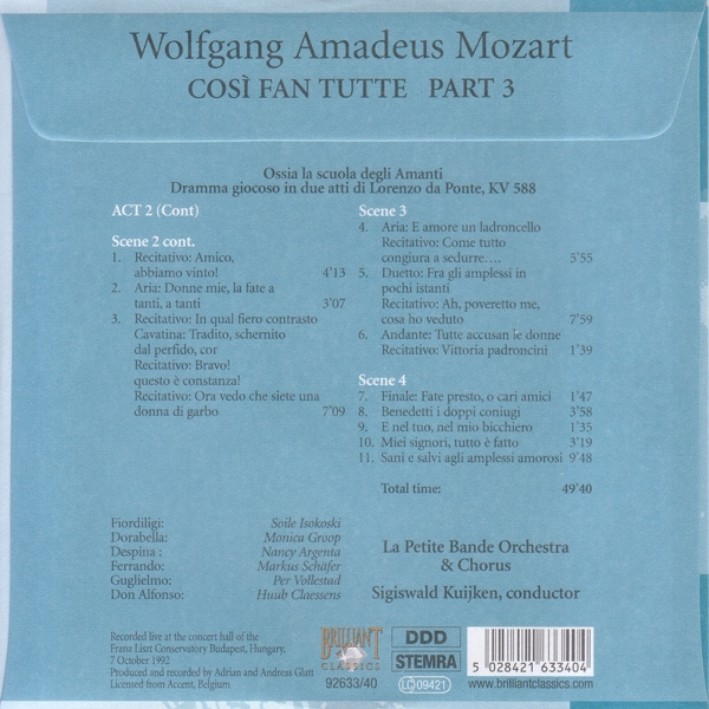 Wolfgang Amadeus Mozart
COSÌ FAN TUTTE PART 3
Ossia la scuola degli Amanti
Dramma giocoso in due atti di Lorenzo da Ponte, KV 588
ACT 2 (Cont)
Scene 2 cont.
1. Recitativo: Amico,
abbiamo vinto! 4'13
2. Aria: Donne mie, la fate a
tanti, a tanti 3'07
3. Recitativo: In qual fiero contrasto
Cavatina: Tradito, schernito
dal perfido, cor
Recitativo: Bravo!
questo è constanza!
Recitativo: Ora vedo che siete una
donna di garbo 7'09
Scene 3
4. Aria: E amore un ladroncello
Recitativo: Come tutto
congiura a sedurre.... 5'55
5. Duetto: Fra gli amplessi in
pochi istanti
Recitativo: Ah, poveretto me,
cosa ho veduto 7'59
6. Andante: Tutte accusan le donne
Recitativo: Vittoria padroncini 1'39
Scene 4
7. Finale: Fate presto, o cari amici 1'47
8. Benedetti i doppi coniugi 3'58
9. E nel tuo, nel mio bicchiero 1'35
10. Miei signori, tutto è fatto 3'19
11. Sani e salvi agli amplessi amorosi 9'48
Total time: 49'40
Fiordiligi: Soile Isokoski
Dorabella: Monica Groop
Despina : Nancy Argenta
Ferrando: Markus Schäfer
Guglielmo: Per Vollestad
Don Alfonso: Huub Claessens
La Petite Bande Orchestra
& Chorus
Sigiswald Kuijken, conductor
Recorded live at the concert hall of the
Franz Liszt Conservatory Budapest, Hungary,
7 October 1992
Produced and recorded by Adrian and Andreas Glatt
Licensed from Accent, Belgium
BRILLIANT
CLASSICS
92633/40
DDD
STEMRA
LC 09421
5 028421 633404
www.brilliantclassics.com